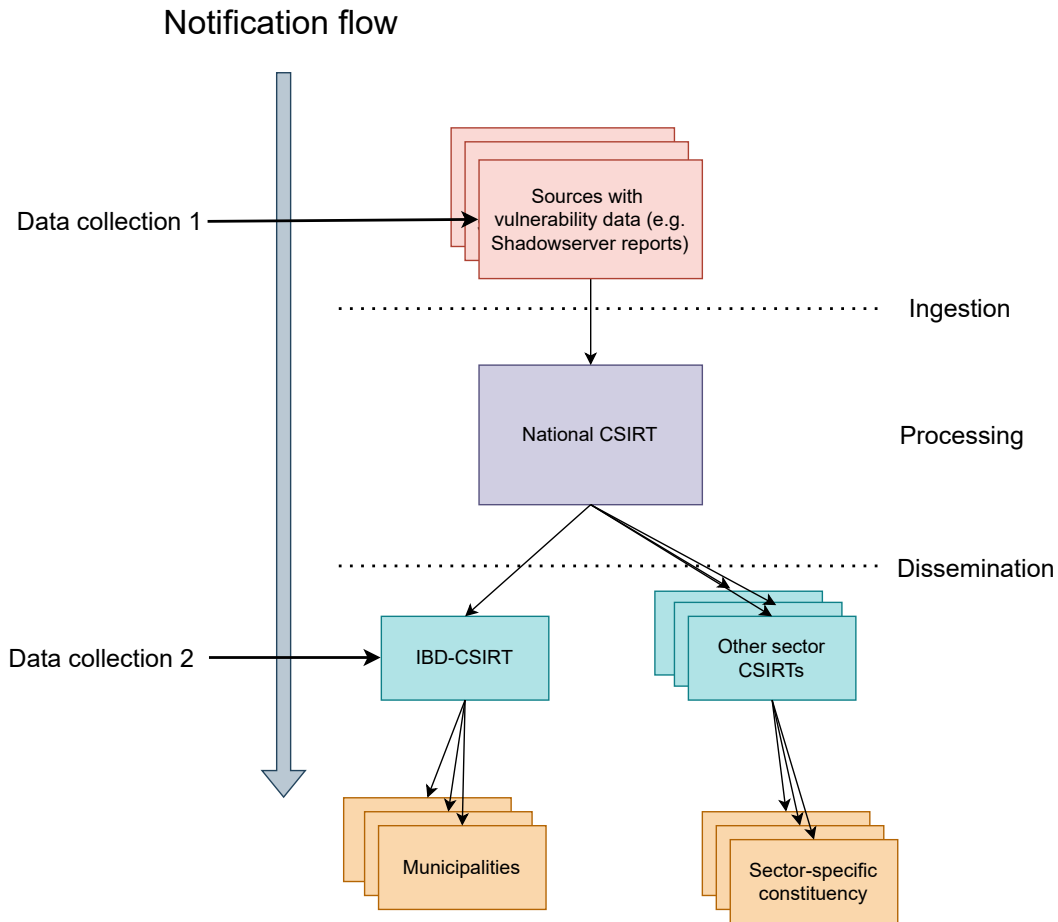 Notification flow
Sources with
vulnerability data (e.g.
Shadowserver reports)
Data collection 1
Ingestion
National CSIRT
Processing
Dissemination
IBD-CSIRT
Other sector
CSIRTs
Data collection 2
Municipalities
Sector-specific
constituency